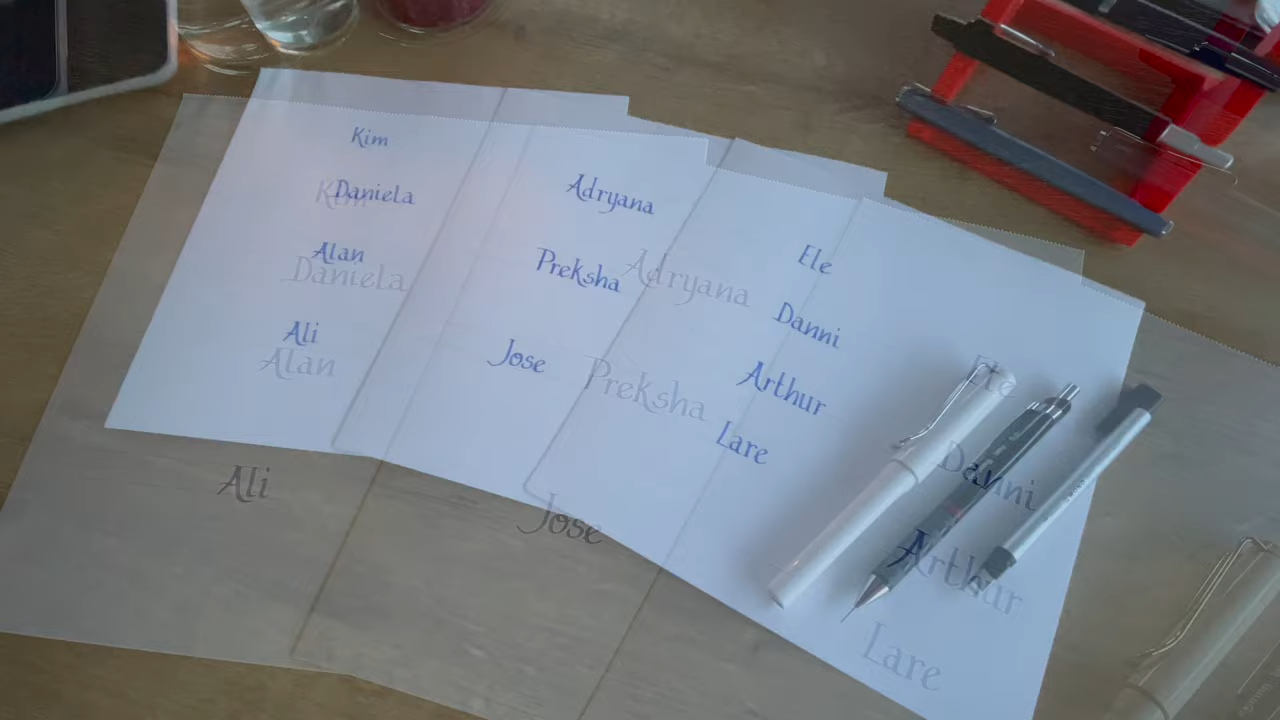 Kim
Daniela
Alan
Ali
Adryana
Preksha
Jose
Ele
Danni
Arthur
Lare
Kim
Daniela
Alan
Ali
Adryana
Preksha
Jose
Ele
Danni
Arthur
Lare